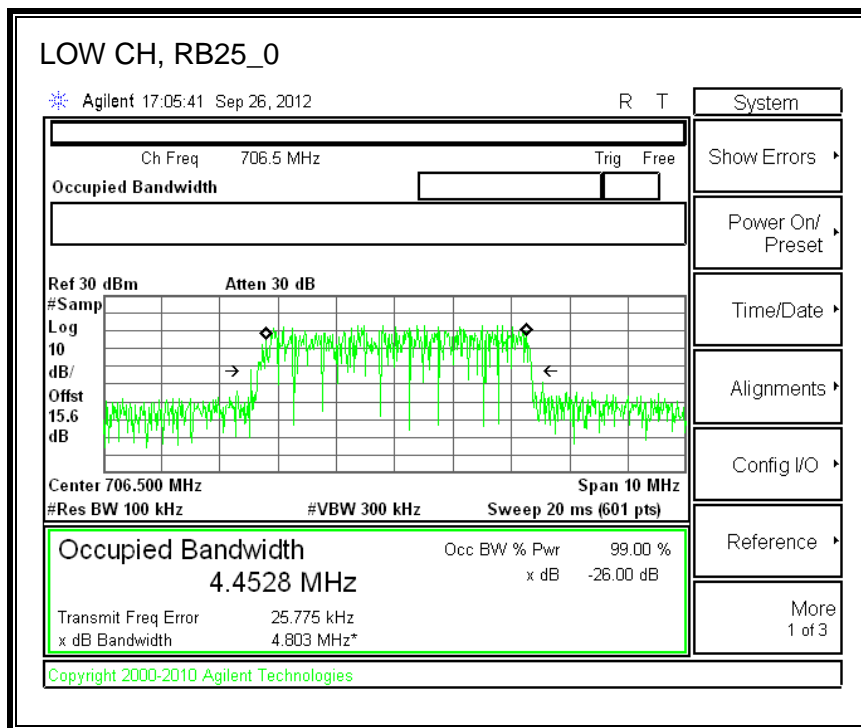 LOW CH, RB25_0
Agilent 17:05:41 Sep 26, 2012 R T
Ch Freq 706.5 MHz Trig Free
Occupied Bandwidth
Ref 30 dBm Atten 30 dB
#Samp
Log
10
dB/
Offst
15.6
dB
Center 706.500 MHz Span 10 MHz
#Res BW 100 kHz #VBW 300 kHz Sweep 20 ms (601 pts)
Occupied Bandwidth Occ BW % Pwr 99.00 %
4.4528 MHz x dB -26.00 dB
Transmit Freq Error 25.775 kHz
x dB Bandwidth 4.803 MHz*
Copyright 2000-2010 Agilent Technologies
System
Show Errors
Power On/
Preset
Time/Date
Alignments
Config I/O
Reference
More
1 of 3